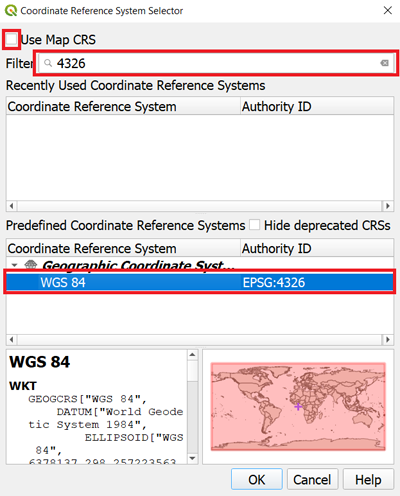 Coordinate Reference System Selector
Use Map CRS
Filter 4326
Recently Used Coordinate Reference Systems
Coordinate Reference System Authority ID
Predefined Coordinate Reference Systems Hide deprecated CRSs
Coordinate Reference System Authority ID
Geographic Coordinate Syst...
WGS 84 EPSG:4326
WGS 84
WKT
GEOGCRS["WGS 84",
DATUM["World Geode
tic System 1984",
ELLIPSOID["WGS
84",
6378137,298.257223563
OK Cancel Help